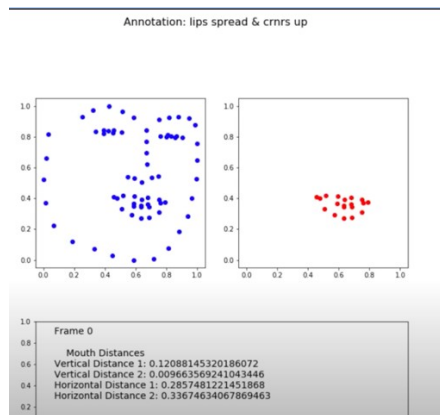 Annotation: lips spread & crnrs up
1.0 1.0
0.8 0.8
0.6 0.6
0.4 0.4
0.2 0.2
0.0 0.0
0.0 0.2 0.4 0.6 0.8 1.0 0.0 0.2 0.4 0.6 0.8 1.0
1.0 Frame 0
0.8 Mouth Distances
Vertical Distance 1: 0.12088145320186072
0.6 Vertical Distance 2: 0.009663569241043446
Horizontal Distance 1: 0.2857481221451868
0.4 Horizontal Distance 2: 0.33674634067869463
0.2